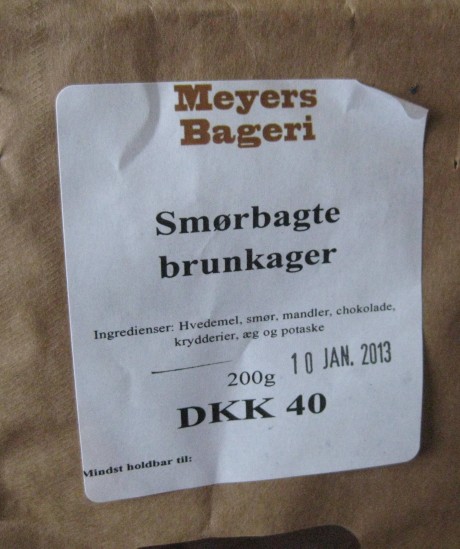 Meyers
Bageri
Smørbagte
brunkager
Ingredienser: Hvedemel, smør, mandler, chokolade,
krydderier, æg og potaske
10 JAN. 2013
200g
DKK 40
Mindst holdbar til: